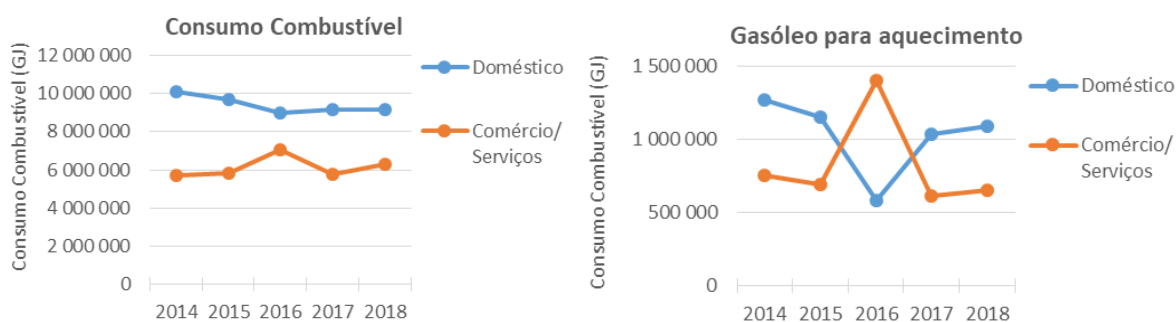 Consumo Combustível
Consumo Combustível (GJ)
12 000 000
10 000 000
8 000 000
6 000 000
4 000 000
2 000 000
0
2014 2015 2016 2017 2018
Doméstico
Comércio/
Serviços
Gasóleo para aquecimento
Consumo Combustível (GJ)
1 500 000
1 000 000
500 000
0
2014 2015 2016 2017 2018
Doméstico
Comércio/
Serviços